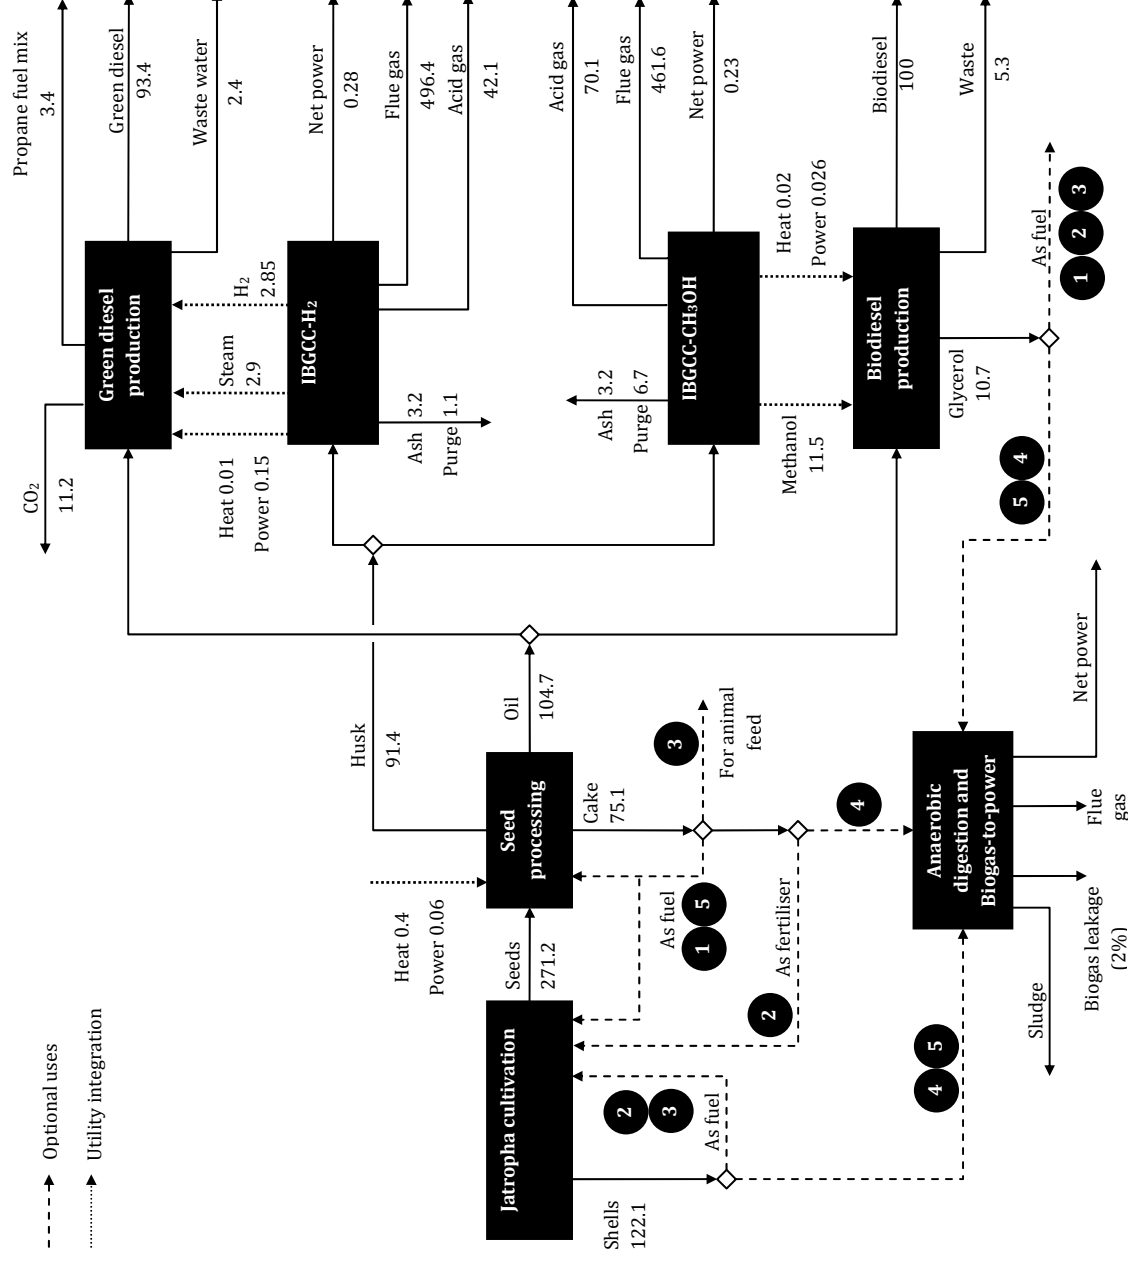 Optional uses
Utility integration
Jatropha cultivation
Shells
122.1
As fuel
2
3
4
5
Seeds
271.2
Heat 0.4
Power 0.06
Seed
processing
Husk
91.4
Oil
104.7
Cake
75.1
As fuel
1
5
As fertiliser
2
3
For animal
feed
4
Anaerobic
digestion and
Biogas-to-power
Sludge
Biogas leakage
(2%)
Flue
gas
Net power
CO₂
11.2
Green diesel
production
Propane fuel mix
3.4
Green diesel
93.4
Waste water
2.4
Heat 0.01
Power 0.15
Steam
2.9
H₂
2.85
IBGCC-H₂
Ash 3.2
Purge 1.1
Net power
0.28
Flue gas
496.4
Acid gas
42.1
Acid gas
70.1
Flue gas
461.6
Net power
0.23
Ash 3.2
Purge 6.7
IBGCC-CH₃OH
Methanol
11.5
Heat 0.02
Power 0.026
Biodiesel
production
Biodiesel
100
Waste
5.3
Glycerol
10.7
5
4
As fuel
1
2
3